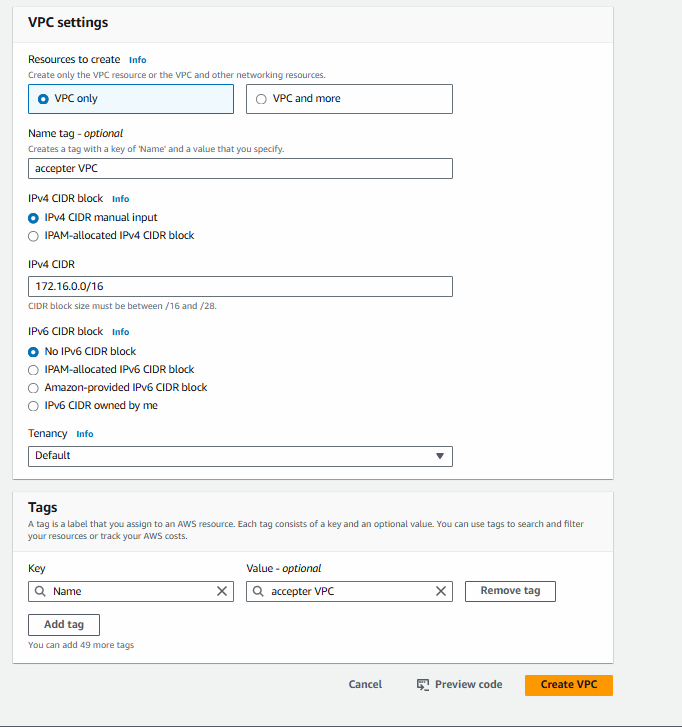 VPC settings
Resources to create Info
Create only the VPC resource or the VPC and other networking resources.
VPC only
VPC and more
Name tag - optional
Creates a tag with a key of 'Name' and a value that you specify.
accepter VPC
IPv4 CIDR block Info
IPv4 CIDR manual input
IPAM-allocated IPv4 CIDR block
IPv4 CIDR
172.16.0.0/16
CIDR block size must be between /16 and /28.
IPv6 CIDR block Info
No IPv6 CIDR block
IPAM-allocated IPv6 CIDR block
Amazon-provided IPv6 CIDR block
IPv6 CIDR owned by me
Tenancy Info
Default
Tags
A tag is a label that you assign to an AWS resource. Each tag consists of a key and an optional value. You can use tags to search and filter
your resources or track your AWS costs.
Key
Value - optional
Name
accepter VPC
Remove tag
Add tag
You can add 49 more tags
Cancel
Preview code
Create VPC